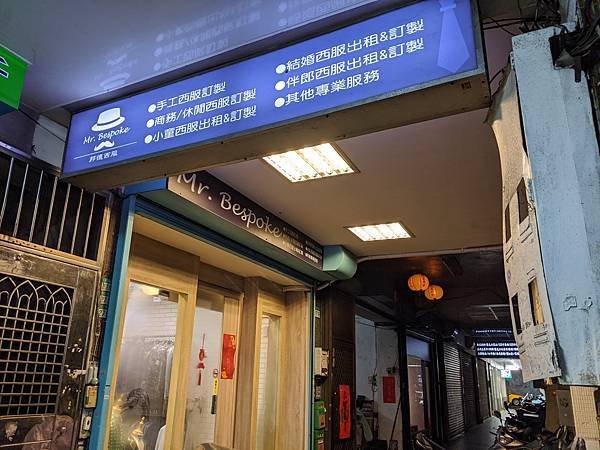 Mr. Bespoke
西服
●手工西服訂製
●商務/休閒西服訂製
●小童西服出租&訂製
●結婚西服出租&訂製
●伴郎西服出租&訂製
●其他專業服務
Mr. Bespoke